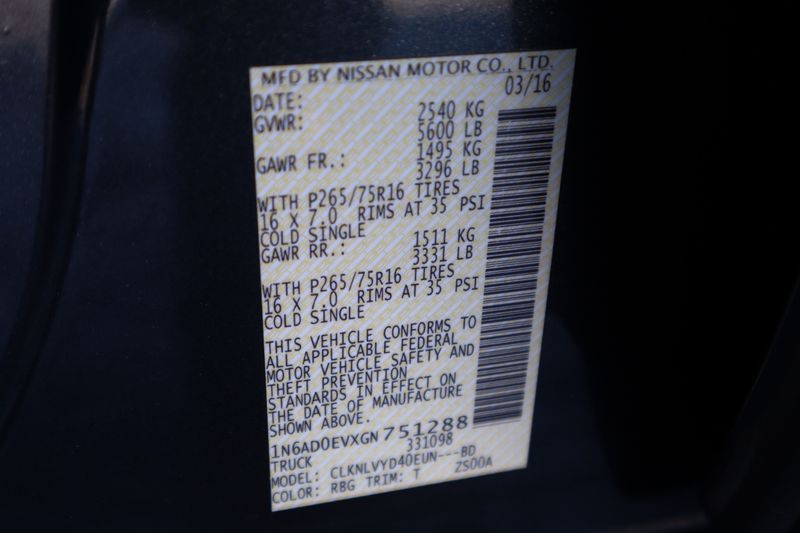 MFD BY NISSAN MOTOR CO., LTD.
DATE: 03/16
GVWR: 2540 KG
5600 LB
GAWR FR.: 1495 KG
3296 LB
WITH P265/75R16 TIRES
16 X 7.0 RIMS AT 35 PSI
COLD SINGLE
GAWR RR.: 1511 KG
3331 LB
WITH P265/75R16 TIRES
16 X 7.0 RIMS AT 35 PSI
COLD SINGLE
THIS VEHICLE CONFORMS TO
ALL APPLICABLE FEDERAL
MOTOR VEHICLE SAFETY AND
THEFT PREVENTION
STANDARDS IN EFFECT ON
THE DATE OF MANUFACTURE
SHOWN ABOVE.
1N6AD0EVXGN751288
TRUCK 331098
MODEL: CLKNLVYD40EUN---BD
COLOR: RBG TRIM: T ZS00A